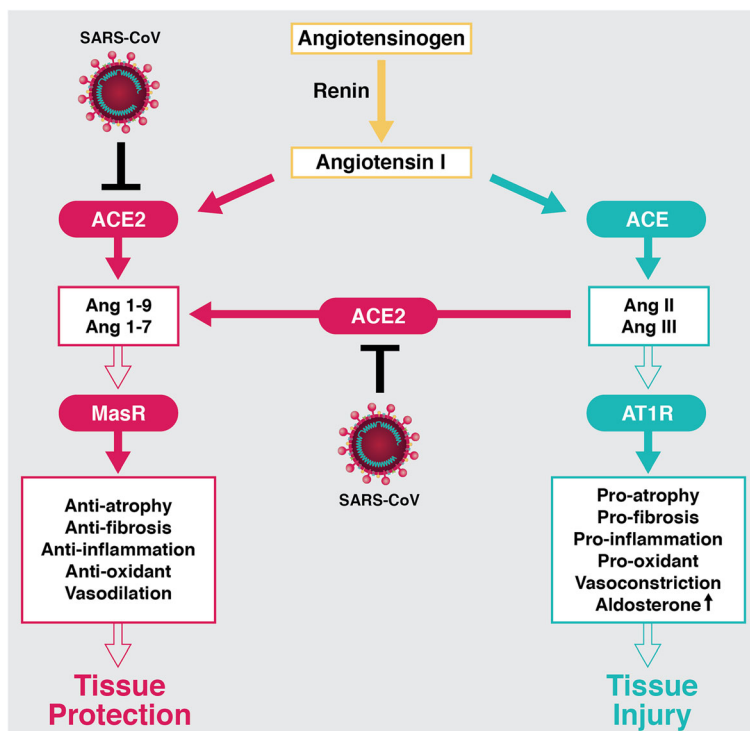 SARS-CoV
Angiotensinogen
Renin
Angiotensin I
ACE2
ACE
Ang 1-9
Ang 1-7
ACE2
Ang II
Ang III
MasR
AT1R
SARS-CoV
Anti-atrophy
Anti-fibrosis
Anti-inflammation
Anti-oxidant
Vasodilation
Pro-atrophy
Pro-fibrosis
Pro-inflammation
Pro-oxidant
Vasoconstriction
Aldosterone↑
Tissue
Protection
Tissue
Injury